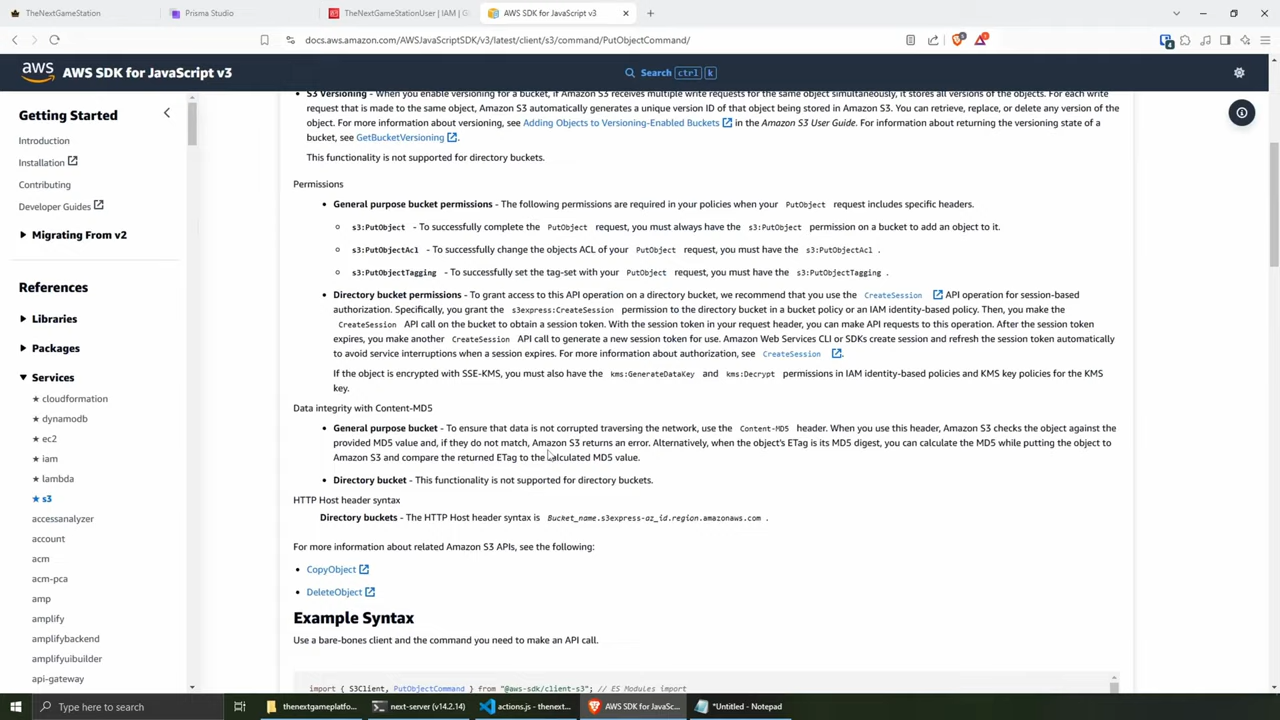 TheNextGameStation
Prisma Studio
TheNextGameStationUser | IAM | G
AWS SDK for JavaScript v3
docs.aws.amazon.com/AWSJavaScriptSDK/v3/latest/client/s3/command/PutObjectCommand/
aws
AWS SDK for JavaScript v3
Search ctrl k
Getting Started
Introduction
Installation
Contributing
Developer Guides
Migrating From v2
References
Libraries
Packages
Services
★ cloudformation
★ dynamodb
★ ec2
★ iam
★ lambda
★ s3
accessanalyzer
account
acm
acm-pca
amp
amplify
amplifybackend
amplifyuibuilder
api-gateway
• S3 Versioning - When you enable versioning for a bucket, if Amazon S3 receives multiple write requests for the same object simultaneously, it stores all versions of the objects. For each write
request that is made to the same object, Amazon S3 automatically generates a unique version ID of that object being stored in Amazon S3. You can retrieve, replace, or delete any version of the
object. For more information about versioning, see Adding Objects to Versioning-Enabled Buckets in the Amazon S3 User Guide. For information about returning the versioning state of a
bucket, see GetBucketVersioning .
This functionality is not supported for directory buckets.
Permissions
• General purpose bucket permissions - The following permissions are required in your policies when your PutObject request includes specific headers.
s3:PutObject - To successfully complete the PutObject request, you must always have the s3:PutObject permission on a bucket to add an object to it.
s3:PutObjectAcl - To successfully change the objects ACL of your PutObject request, you must have the s3:PutObjectAcl .
s3:PutObjectTagging - To successfully set the tag-set with your PutObject request, you must have the s3:PutObjectTagging .
• Directory bucket permissions - To grant access to this API operation on a directory bucket, we recommend that you use the CreateSession API operation for session-based
authorization. Specifically, you grant the s3express:CreateSession permission to the directory bucket in a bucket policy or an IAM identity-based policy. Then, you make the
CreateSession API call on the bucket to obtain a session token. With the session token in your request header, you can make API requests to this operation. After the session token
expires, you make another CreateSession API call to generate a new session token for use. Amazon Web Services CLI or SDKs create session and refresh the session token automatically
to avoid service interruptions when a session expires. For more information about authorization, see CreateSession .
If the object is encrypted with SSE-KMS, you must also have the kms:GenerateDataKey and kms:Decrypt permissions in IAM identity-based policies and KMS key policies for the KMS
key.
Data integrity with Content-MD5
• General purpose bucket - To ensure that data is not corrupted traversing the network, use the Content-MD5 header. When you use this header, Amazon S3 checks the object against the
provided MD5 value and, if they do not match, Amazon S3 returns an error. Alternatively, when the object's ETag is its MD5 digest, you can calculate the MD5 while putting the object to
Amazon S3 and compare the returned ETag to the calculated MD5 value.
• Directory bucket - This functionality is not supported for directory buckets.
HTTP Host header syntax
Directory buckets - The HTTP Host header syntax is Bucket_name.s3express-az_id.region.amazonaws.com .
For more information about related Amazon S3 APIs, see the following:
• CopyObject
• DeleteObject
Example Syntax
Use a bare-bones client and the command you need to make an API call.
import { S3Client, PutObjectCommand } from "@aws-sdk/client-s3"; // ES Modules import
Type here to search
thenextgameplatfo...
next-server (v14.2.14)
actions.js - thenext...
AWS SDK for JavaSc...
*Untitled - Notepad